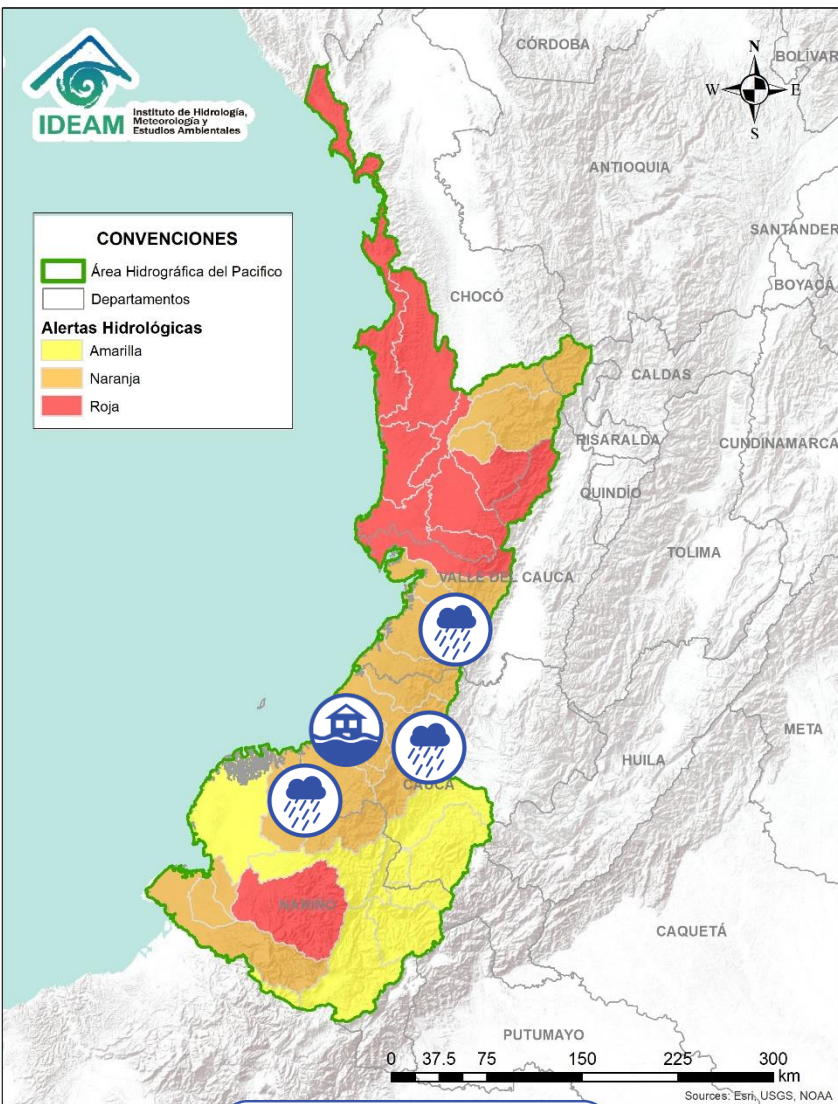 IDEAM
Instituto de Hidrología,
Meteorología y
Estudios Ambientales
CÓRDOBA
BOLÍVAR
N
W
E
S
ANTIOQUIA
SANTANDER
BOYACÁ
CONVENCIONES
Área Hidrográfica del Pacifico
Departamentos
Alertas Hidrológicas
Amarilla
Naranja
Roja
CHOCÓ
CALDAS
RISARALDA
CUNDINAMARCA
QUINDÍO
TOLIMA
VALLE DEL CAUCA
META
HUILA
CAUCA
NARIÑO
CAQUETÁ
PUTUMAYO
0 37.5 75 150 225 300
km
Sources: Esri, USGS, NOAA